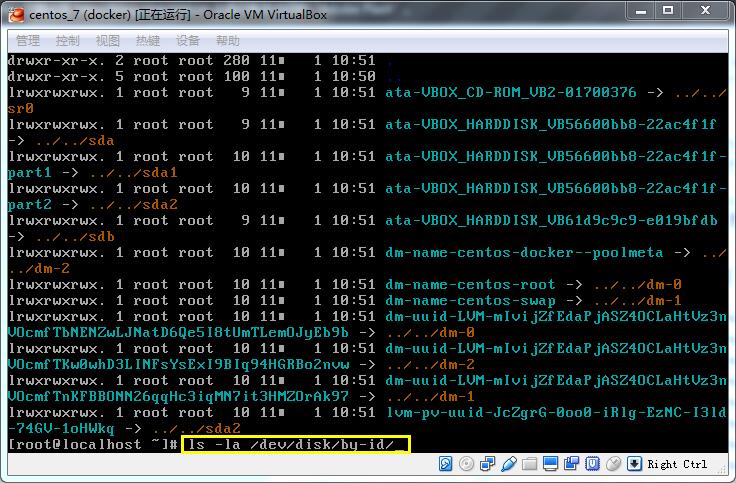 centos_7 (docker) [正在运行] - Oracle VM VirtualBox
管理 控制 视图 热键 设备 帮助
drwxr-xr-x. 2 root root 280 11 1 10:51 .
drwxr-xr-x. 5 root root 100 11 1 10:50 ..
lrwxrwxrwx. 1 root root 9 11 1 10:51 ata-VBOX_CD-ROM_VB2-01700376 -> ../../
sr0
lrwxrwxrwx. 1 root root 9 11 1 10:51 ata-VBOX_HARDDISK_VB56600bb8-22ac4f1f
-> ../../sda
lrwxrwxrwx. 1 root root 10 11 1 10:51 ata-VBOX_HARDDISK_VB56600bb8-22ac4f1f-
part1 -> ../../sda1
lrwxrwxrwx. 1 root root 10 11 1 10:51 ata-VBOX_HARDDISK_VB56600bb8-22ac4f1f-
part2 -> ../../sda2
lrwxrwxrwx. 1 root root 9 11 1 10:51 ata-VBOX_HARDDISK_VB61d9c9c9-e019bfdb
-> ../../sdb
lrwxrwxrwx. 1 root root 10 11 1 10:51 dm-name-centos-docker--poolmeta -> ../
../dm-2
lrwxrwxrwx. 1 root root 10 11 1 10:51 dm-name-centos-root -> ../../dm-0
lrwxrwxrwx. 1 root root 10 11 1 10:51 dm-name-centos-swap -> ../../dm-1
lrwxrwxrwx. 1 root root 10 11 1 10:51 dm-uuid-LVM-mIvijZfEdaPjASZ4OCLaHtVz3n
VOcmfTbNENZwLJNatD6Qe5I8tUmTLemOJyEb9b -> ../../dm-0
lrwxrwxrwx. 1 root root 10 11 1 10:51 dm-uuid-LVM-mIvijZfEdaPjASZ4OCLaHtVz3n
VOcmfTKw0whD3LINFsYsExI9BIq94HGRBo2nvw -> ../../dm-2
lrwxrwxrwx. 1 root root 10 11 1 10:51 dm-uuid-LVM-mIvijZfEdaPjASZ4OCLaHtVz3n
VOcmfTnKFBBONN26qqHc3iqMN7it3HMZOrAk97 -> ../../dm-1
lrwxrwxrwx. 1 root root 10 11 1 10:51 lvm-pv-uuid-JcZgrG-0oo0-iRlg-EzNC-I3ld
-74GV-1oHWkq -> ../../sda2
[root@localhost ~]# ls -la /dev/disk/by-id/_
Right Ctrl